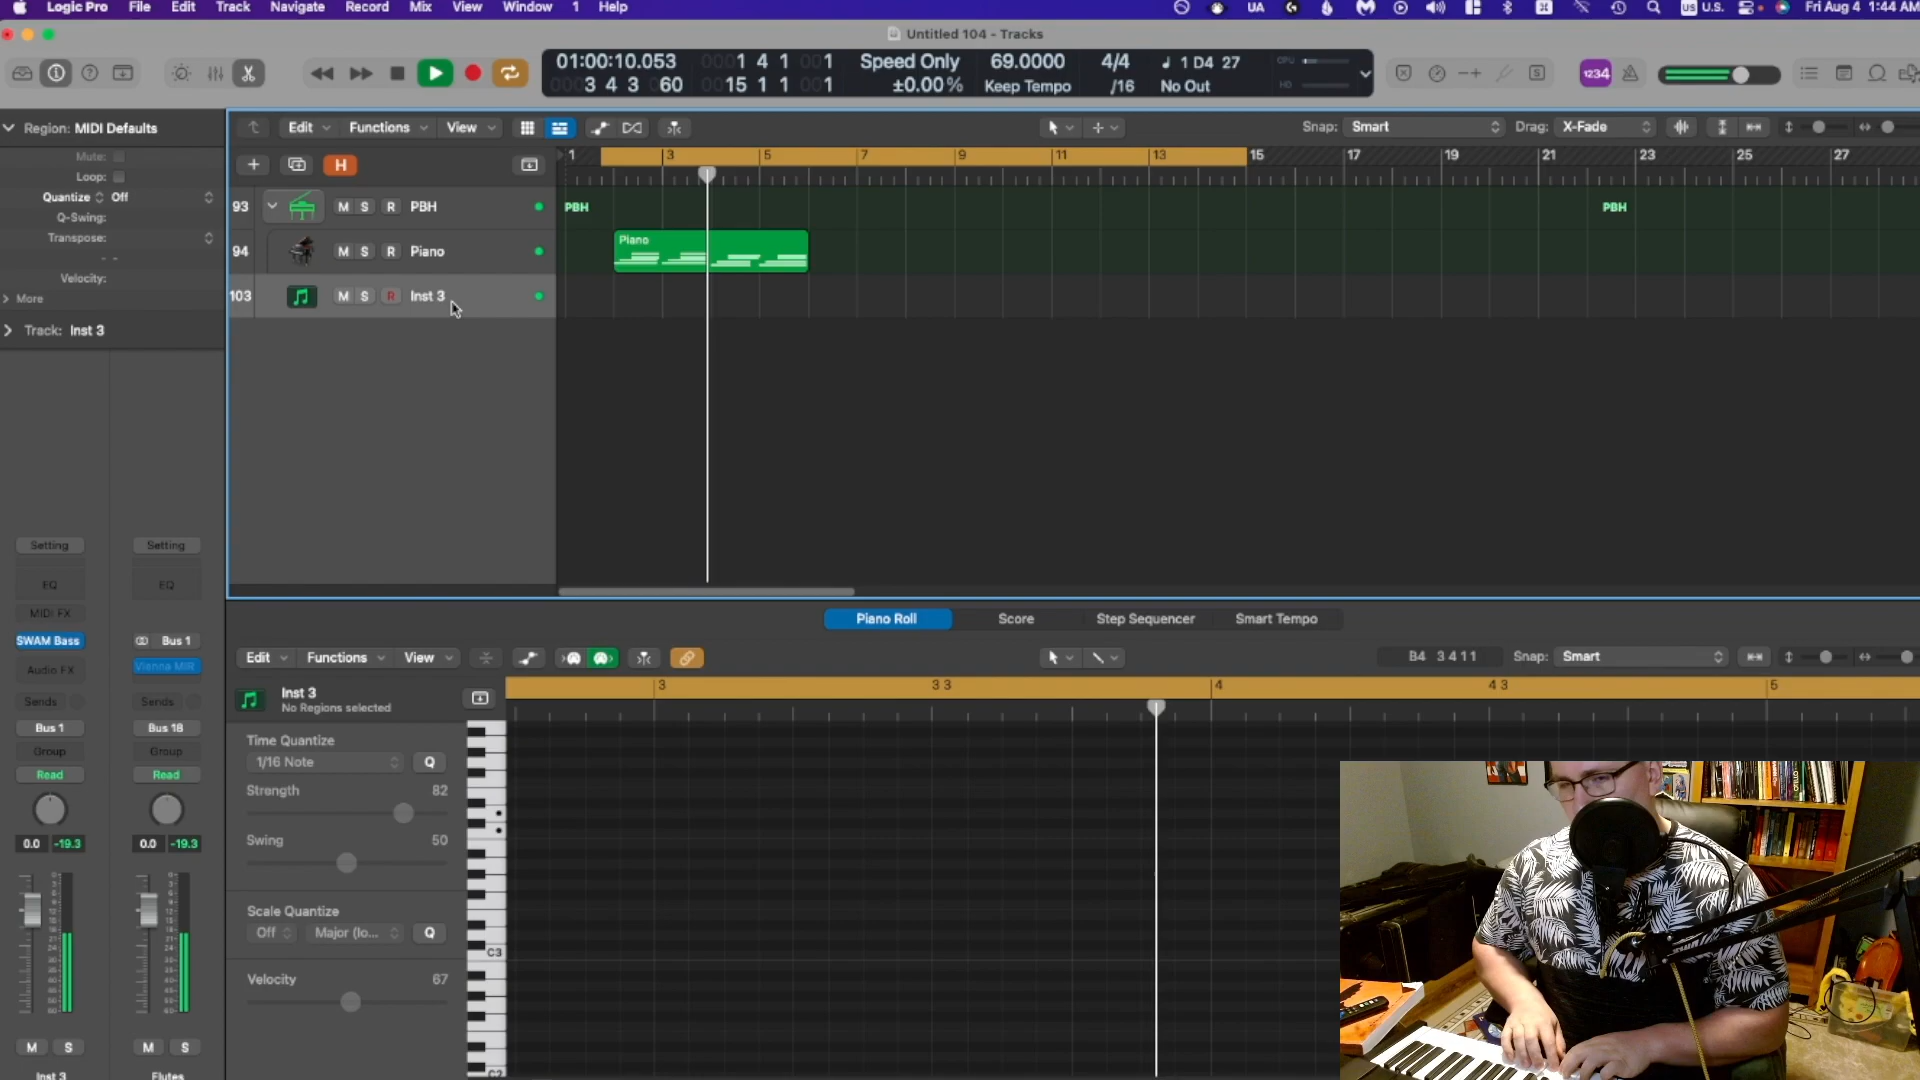 Logic Pro File Edit Track Navigate Record Mix View Window 1 Help UA US U.S. Fri Aug 4 1:44 AM
Untitled 104 - Tracks
01:00:10.053 0001 4 1 001 Speed Only 69.0000 4/4 1 D4 27 CPU
0003 4 3 060 0015 1 1 001 ±0.00% Keep Tempo /16 No Out HD
1234 S
Region: MIDI Defaults
Edit Functions View Snap: Smart Drag: X-Fade
Mute:
Loop:
Quantize Off
Q-Swing:
Transpose:
Velocity:
More
Track: Inst 3
H
1 3 5 7 9 11 13 15 17 19 21 23 25 27
93 M S R PBH PBH PBH
94 M S R Piano Piano
103 M S R Inst 3
Piano Roll Score Step Sequencer Smart Tempo
Edit Functions View B4 3 4 1 1 Snap: Smart
Inst 3
No Regions selected
3 3 3 4 4 3 5
Time Quantize
1/16 Note Q
Strength 82
Swing 50
Scale Quantize
Off Major (lo... Q
Velocity 67
C3
C2
Setting Setting
EQ EQ
MIDI FX
SWAM Bass Bus 1
Audio FX Vienna MIR
Sends Sends
Bus 1 Bus 18
Group Group
Read Read
0.0 -19.3 0.0 -19.3
M S M S
Inst 3 Flutes